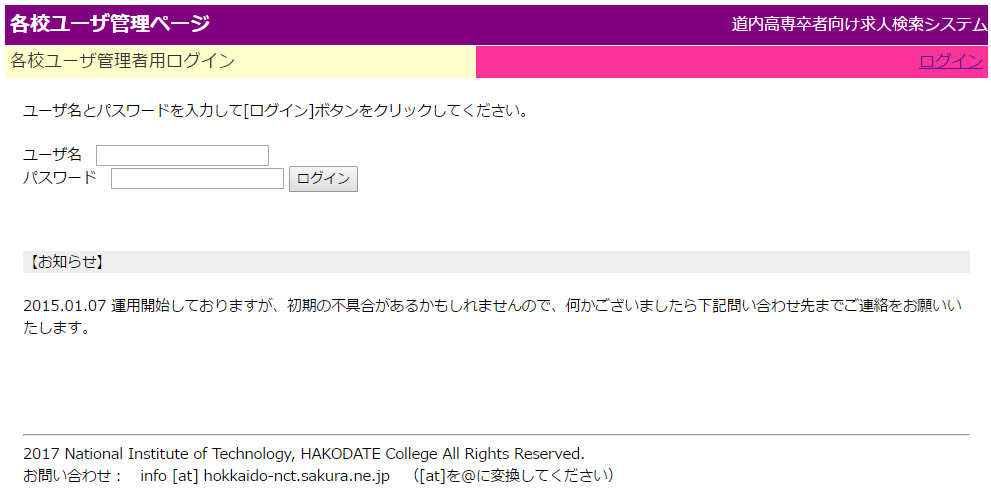 各校ユーザ管理ページ
道内高専卒者向け求人検索システム
各校ユーザ管理者用ログイン
ログイン
ユーザ名とパスワードを入力して[ログイン]ボタンをクリックしてください。
ユーザ名
パスワード ログイン
【お知らせ】
2015.01.07 運用開始しておりますが、初期の不具合があるかもしれませんので、何かございましたら下記問い合わせ先までご連絡をお願いい
たします。
2017 National Institute of Technology, HAKODATE College All Rights Reserved.
お問い合わせ： info [at] hokkaido-nct.sakura.ne.jp （[at]を@に変換してください）